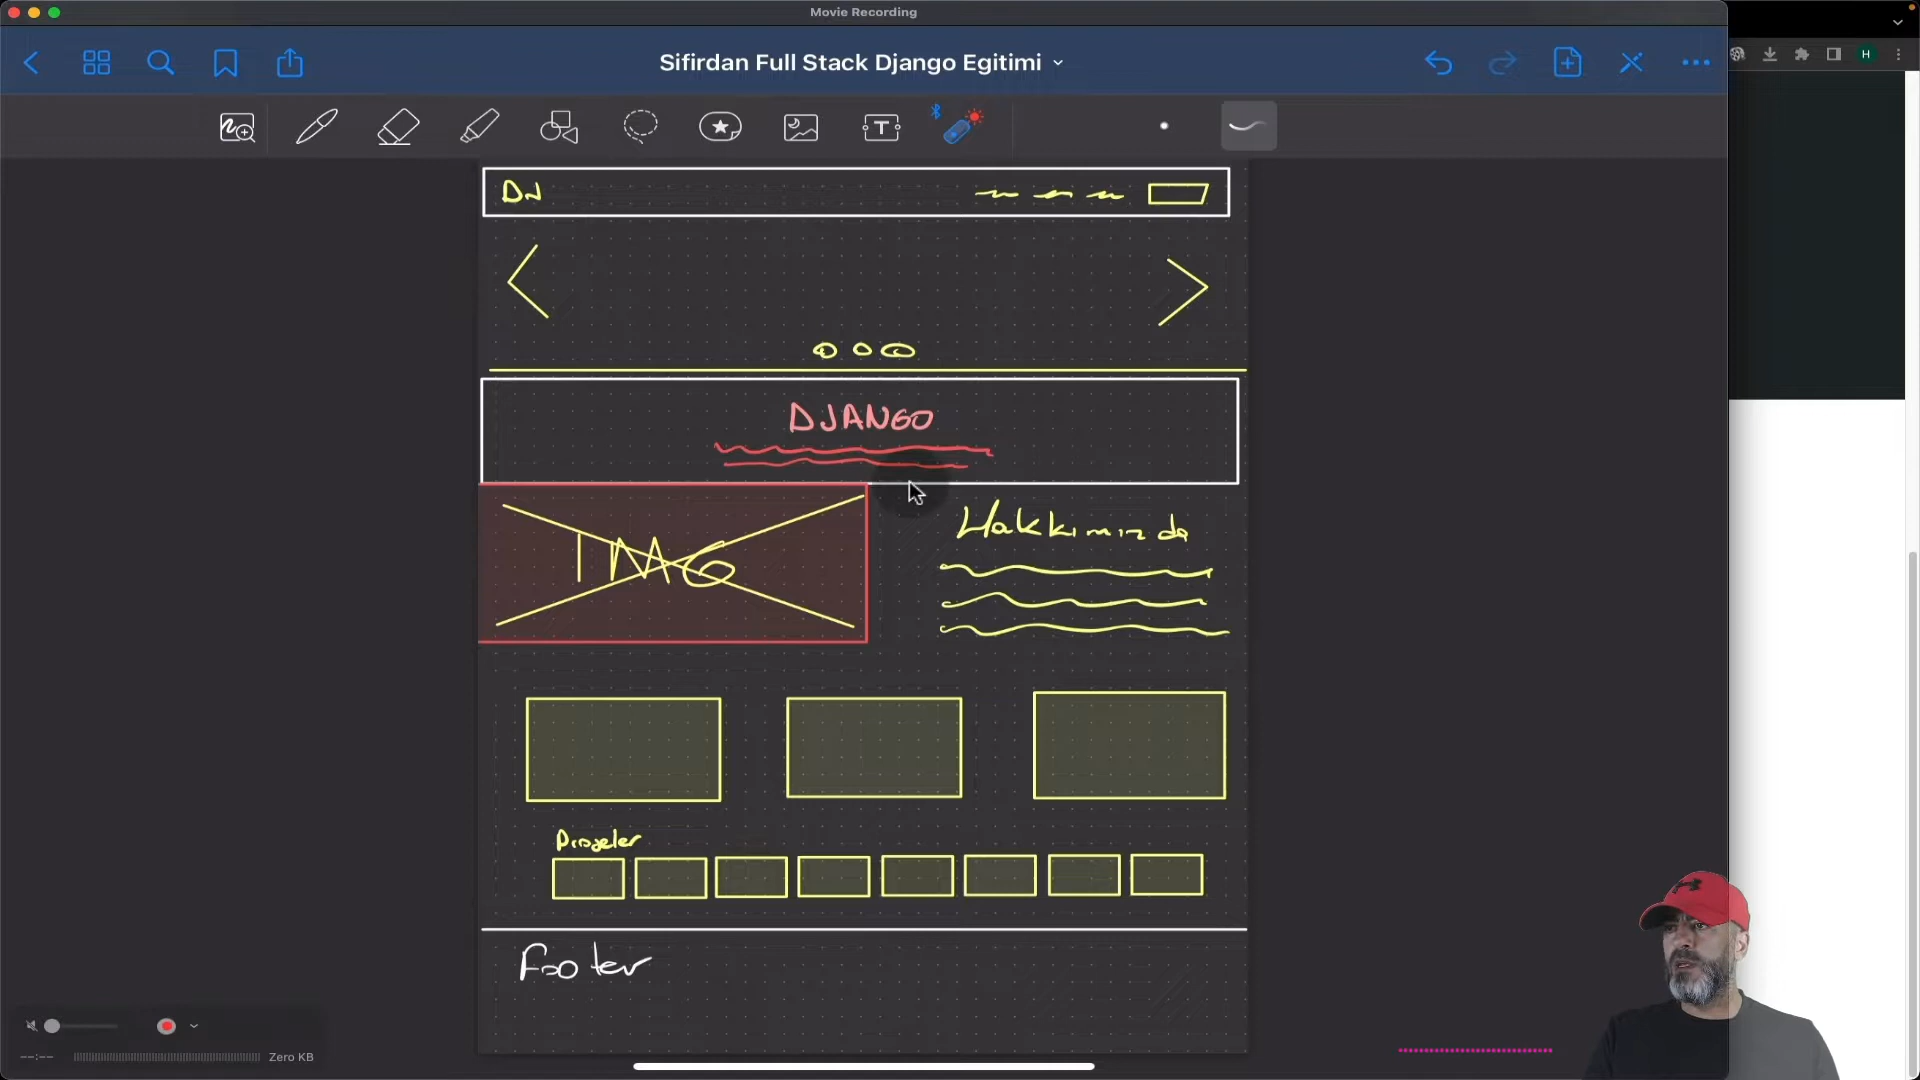 Movie Recording
Sifirdan Full Stack Django Egitimi
H
T
DJ
DJANGO
IMG
Hakkımızda
Projeler
Footer
--:--
Zero KB